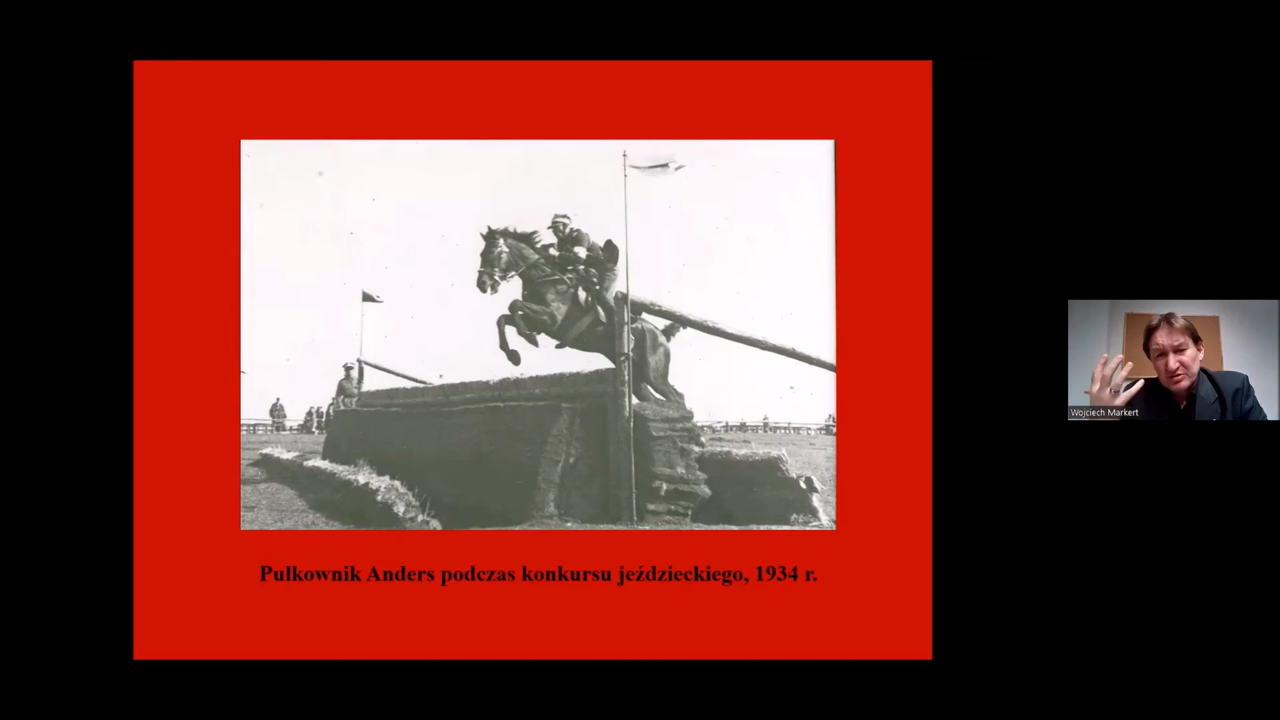 Pułkownik Anders podczas konkursu jeździeckiego, 1934 r.
Wojciech Markert